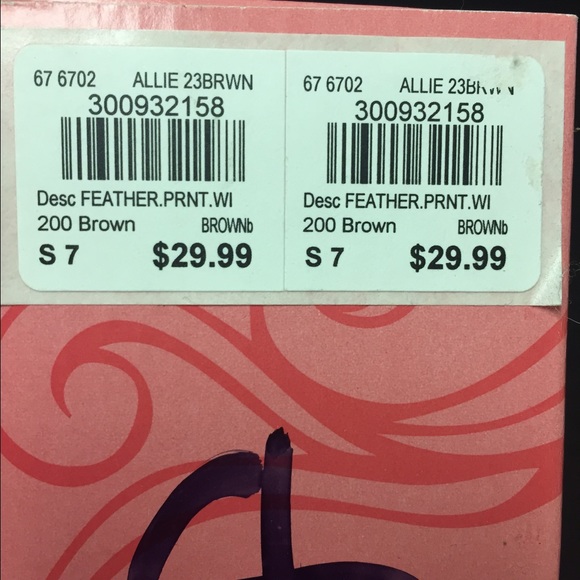 67 6702 ALLIE 23BRWN
300932158
Desc FEATHER.PRNT.WI
200 Brown BROWNb
S 7 $29.99
67 6702 ALLIE 23BRWN
300932158
Desc FEATHER.PRNT.WI
200 Brown BROWNb
S 7 $29.99